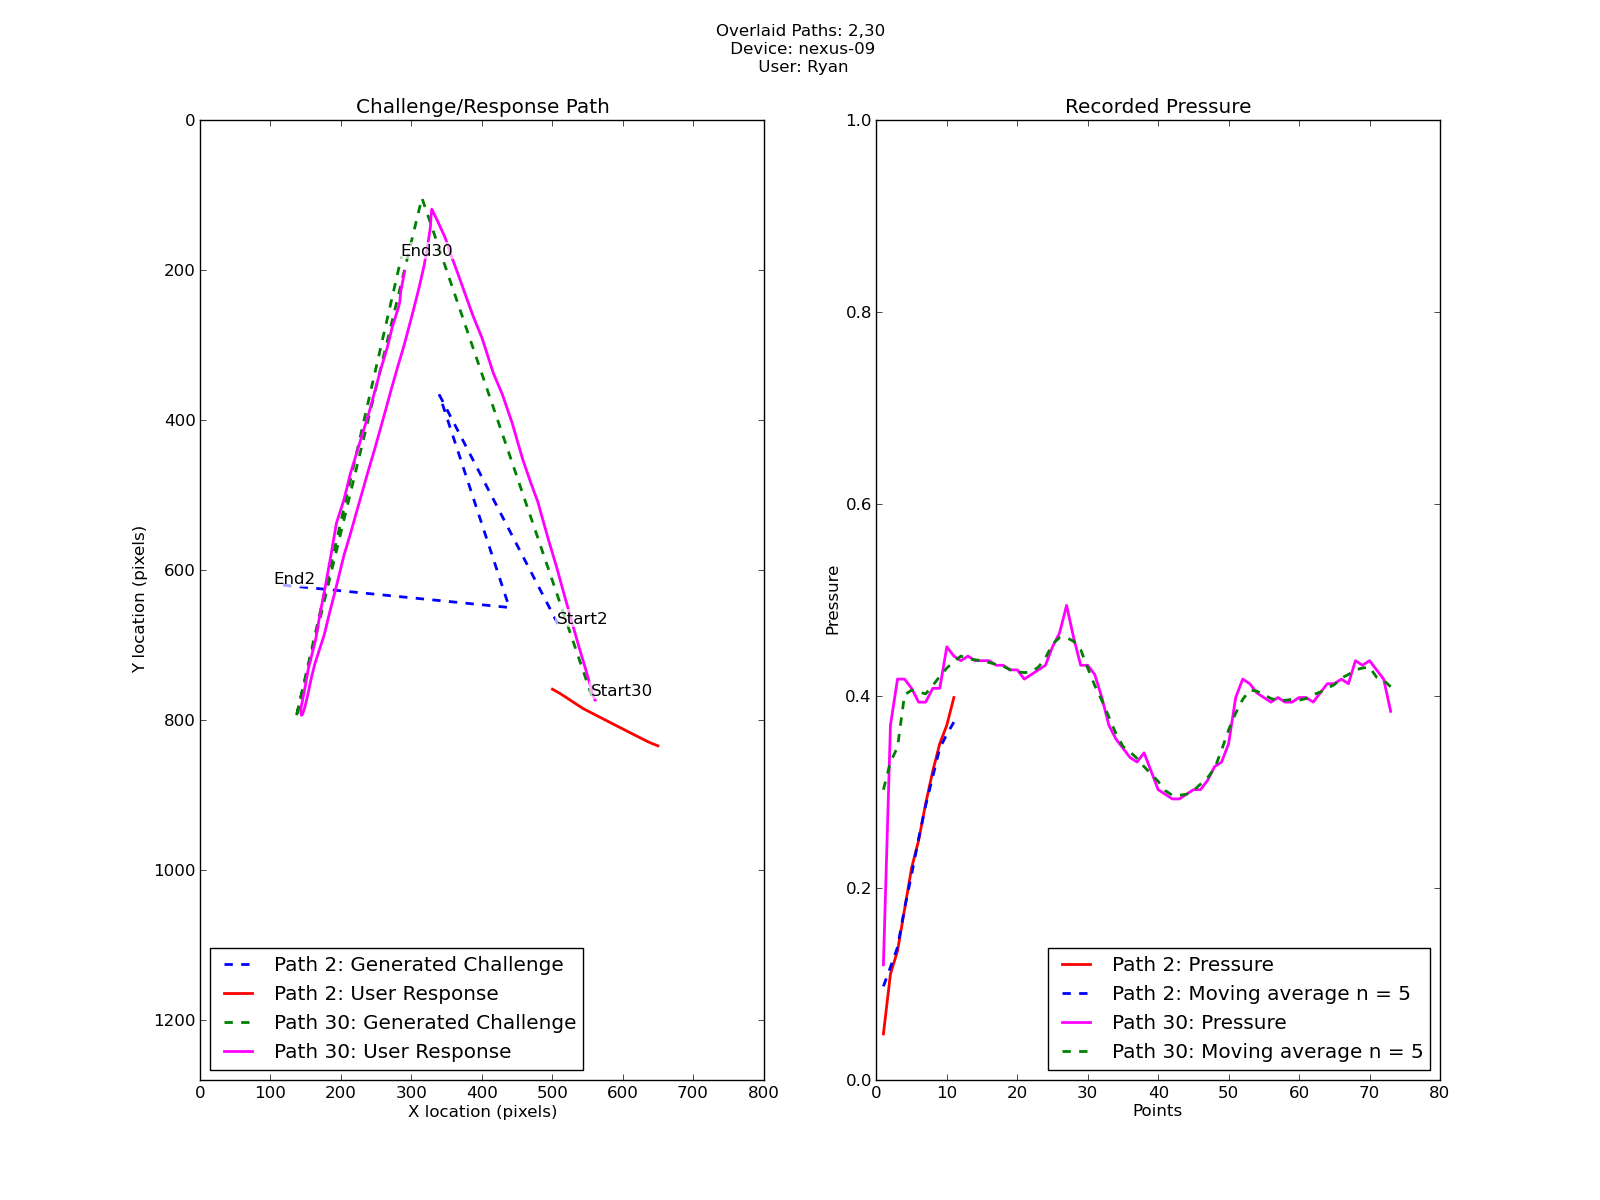 Overlaid Paths: 2,30
Device: nexus-09
User: Ryan
Challenge/Response Path
0
200
400
600
800
1000
1200
Y location (pixels)
End30
End2
Start2
Start30
Path 2: Generated Challenge
Path 2: User Response
Path 30: Generated Challenge
Path 30: User Response
0 100 200 300 400 500 600 700 800
X location (pixels)
Recorded Pressure
1.0
0.8
0.6
0.4
0.2
0.0
Pressure
Path 2: Pressure
Path 2: Moving average n = 5
Path 30: Pressure
Path 30: Moving average n = 5
0 10 20 30 40 50 60 70 80
Points